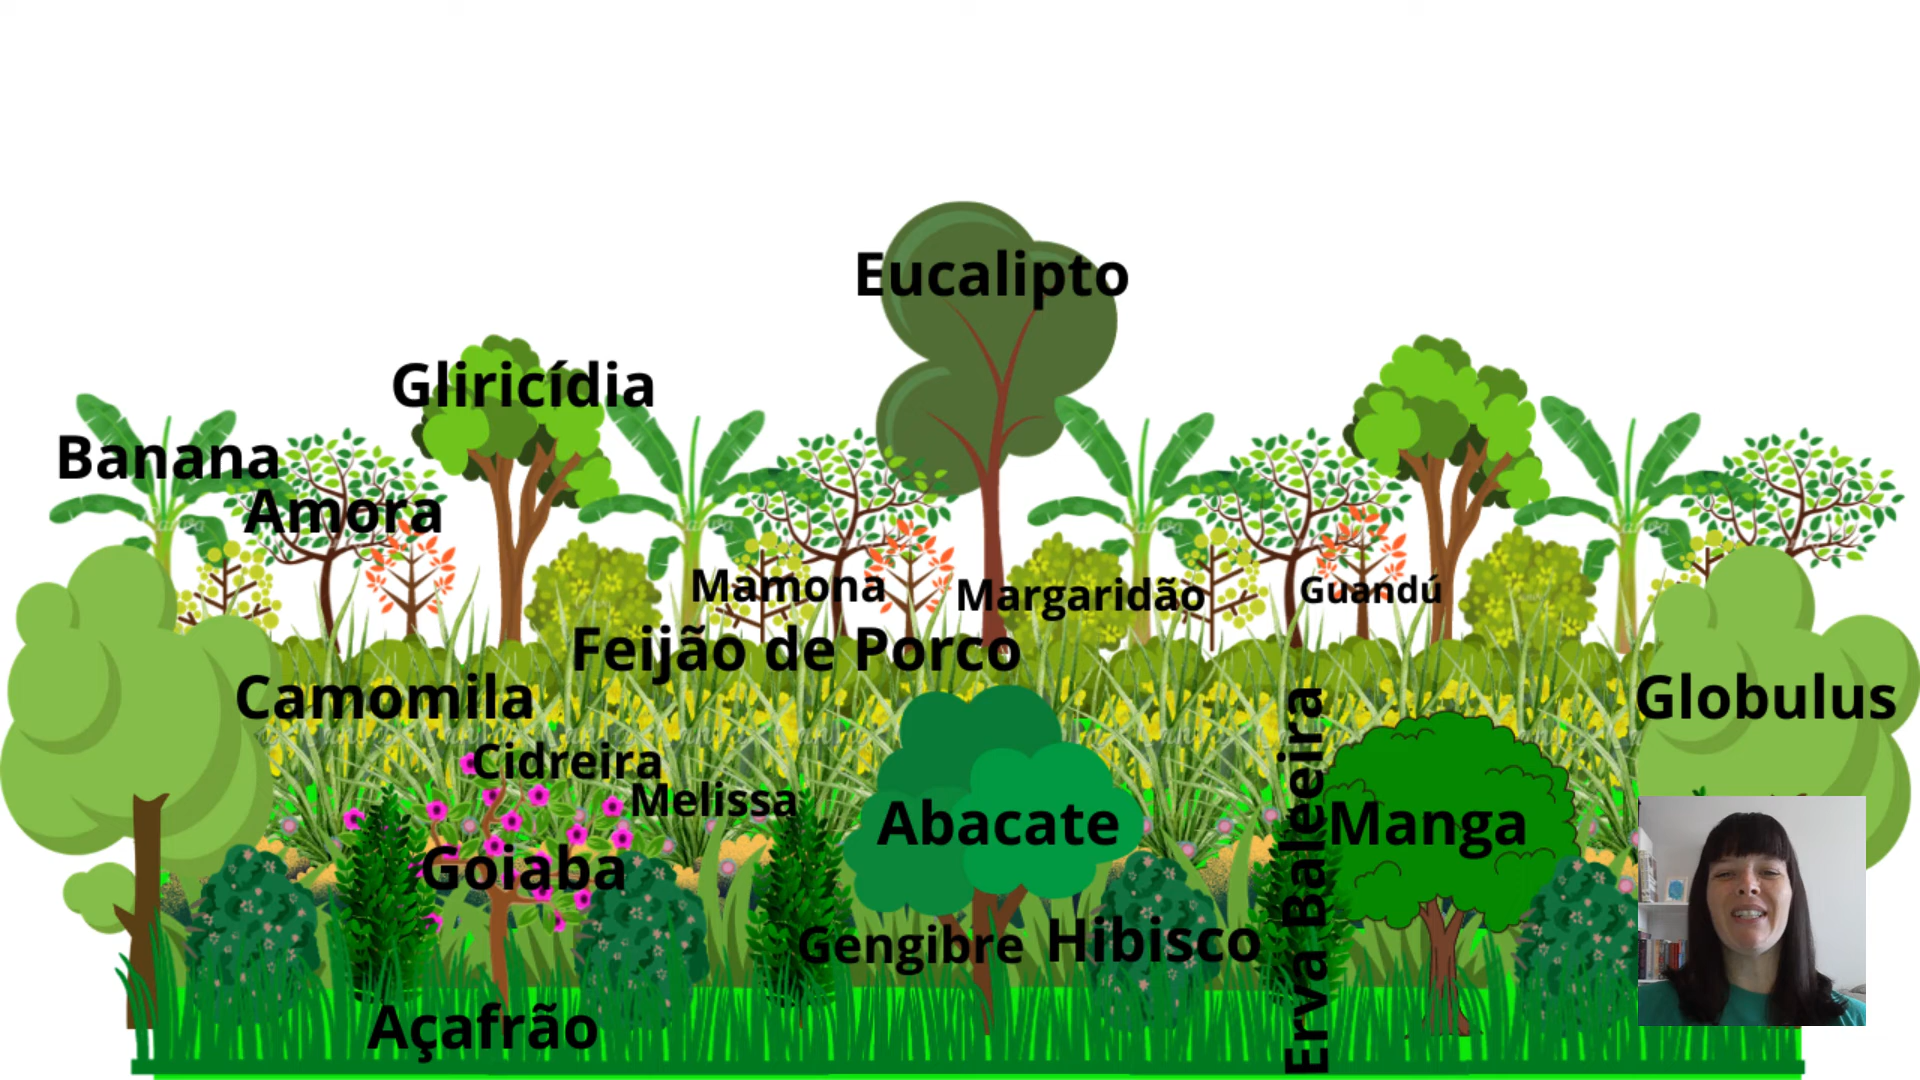 Eucalipto
Gliricídia
Banana
Amora
Mamona
Margaridão
Guandú
Feijão de Porco
Camomila
Globulus
Cidreira
Melissa
Abacate
Erva Baleeira
Manga
Goiaba
Gengibre
Hibisco
Açafrão